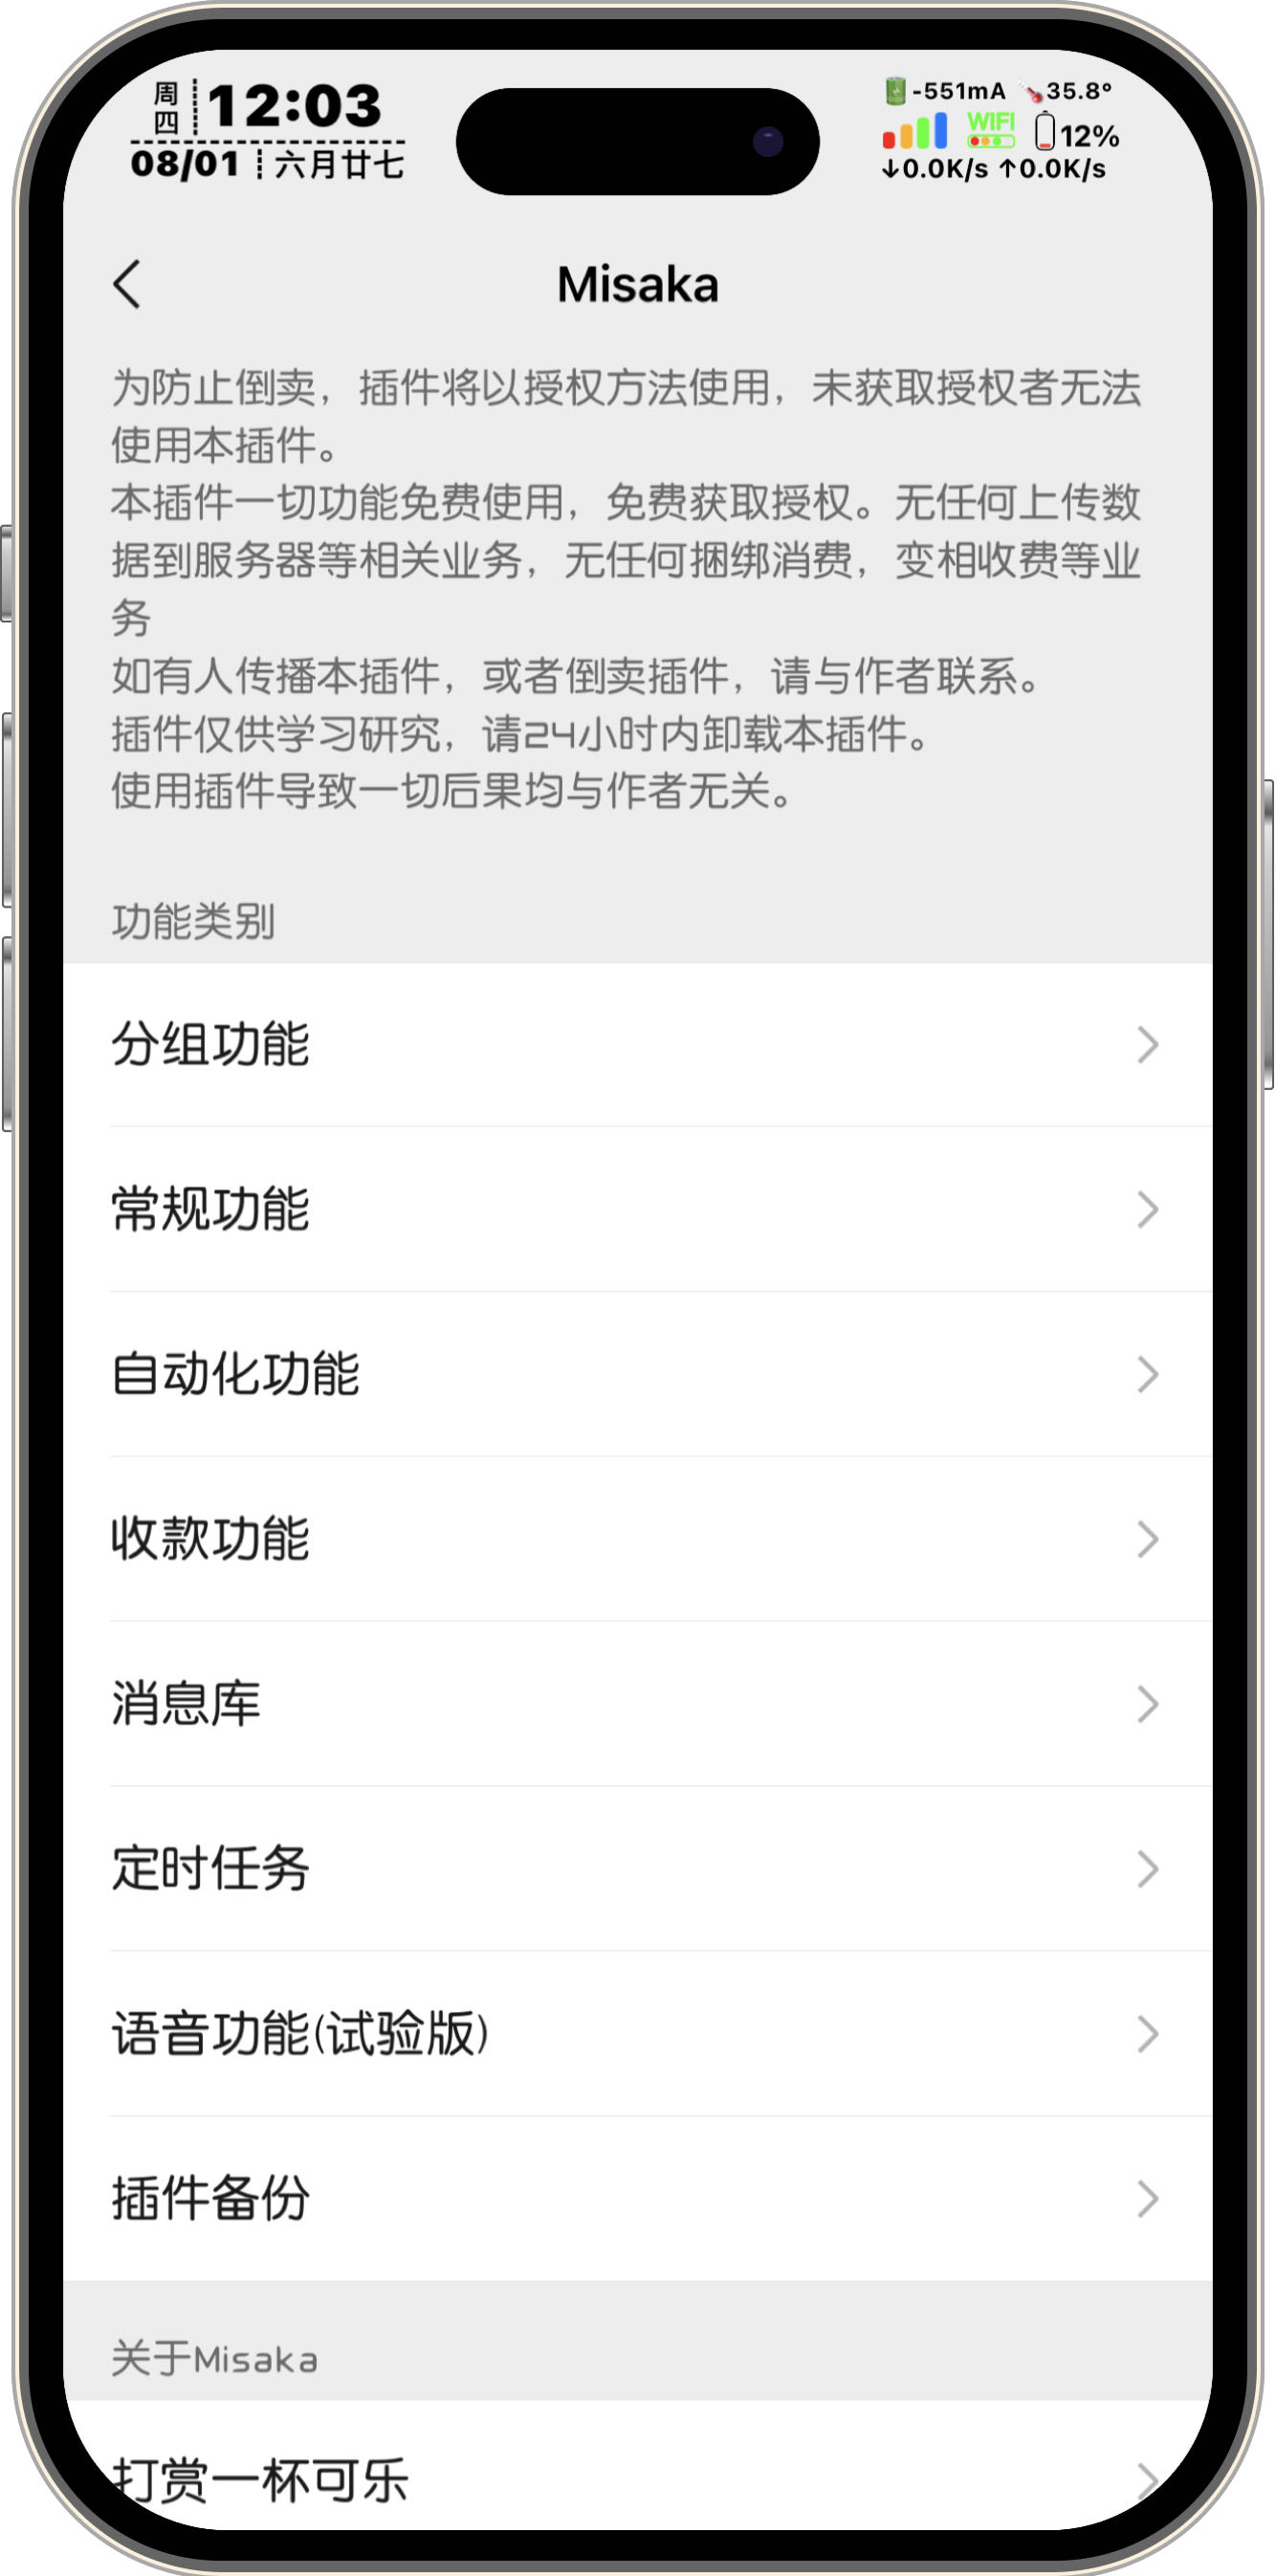 周四 12:03
08/01 六月廿七
-551mA 35.8°
WIFI 12%
↓0.0K/s ↑0.0K/s
Misaka
为防止倒卖，插件将以授权方法使用，未获取授权者无法
使用本插件。
本插件一切功能免费使用，免费获取授权。无任何上传数
据到服务器等相关业务，无任何捆绑消费，变相收费等业
务
如有人传播本插件，或者倒卖插件，请与作者联系。
插件仅供学习研究，请24小时内卸载本插件。
使用插件导致一切后果均与作者无关。
功能类别
分组功能
常规功能
自动化功能
收款功能
消息库
定时任务
语音功能(试验版)
插件备份
关于Misaka
打赏一杯可乐